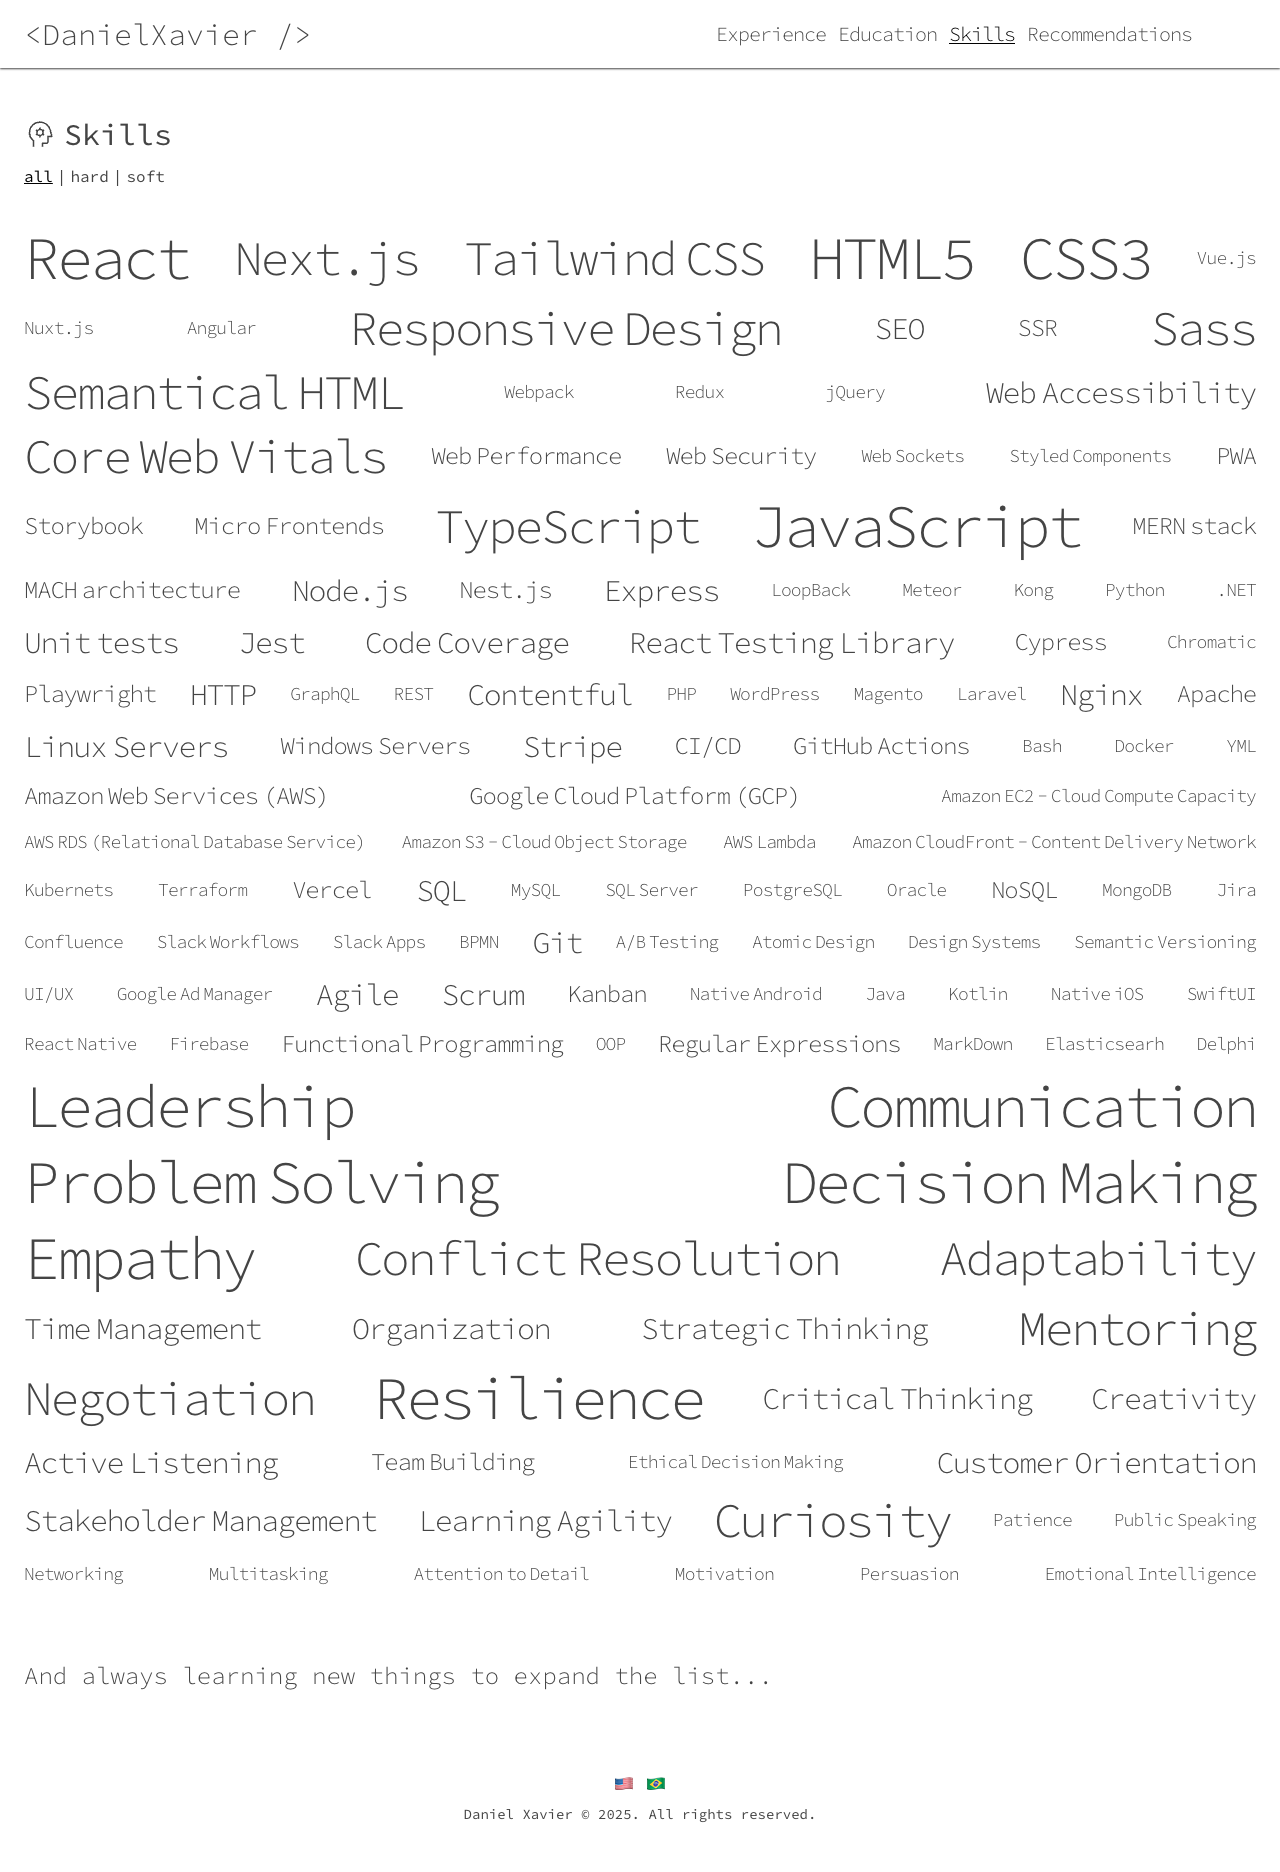 <DanielXavier /> Experience Education Skills Recommendations
Skills
all | hard | soft
React Next.js Tailwind CSS HTML5 CSS3 Vue.js
Nuxt.js Angular Responsive Design SEO SSR Sass
Semantical HTML Webpack Redux jQuery Web Accessibility
Core Web Vitals Web Performance Web Security Web Sockets Styled Components PWA
Storybook Micro Frontends TypeScript JavaScript MERN stack
MACH architecture Node.js Nest.js Express LoopBack Meteor Kong Python .NET
Unit tests Jest Code Coverage React Testing Library Cypress Chromatic
Playwright HTTP GraphQL REST Contentful PHP WordPress Magento Laravel Nginx Apache
Linux Servers Windows Servers Stripe CI/CD GitHub Actions Bash Docker YML
Amazon Web Services (AWS) Google Cloud Platform (GCP) Amazon EC2 - Cloud Compute Capacity
AWS RDS (Relational Database Service) Amazon S3 - Cloud Object Storage AWS Lambda Amazon CloudFront - Content Delivery Network
Kubernets Terraform Vercel SQL MySQL SQL Server PostgreSQL Oracle NoSQL MongoDB Jira
Confluence Slack Workflows Slack Apps BPMN Git A/B Testing Atomic Design Design Systems Semantic Versioning
UI/UX Google Ad Manager Agile Scrum Kanban Native Android Java Kotlin Native iOS SwiftUI
React Native Firebase Functional Programming OOP Regular Expressions MarkDown Elasticsearh Delphi
Leadership Communication
Problem Solving Decision Making
Empathy Conflict Resolution Adaptability
Time Management Organization Strategic Thinking Mentoring
Negotiation Resilience Critical Thinking Creativity
Active Listening Team Building Ethical Decision Making Customer Orientation
Stakeholder Management Learning Agility Curiosity Patience Public Speaking
Networking Multitasking Attention to Detail Motivation Persuasion Emotional Intelligence
And always learning new things to expand the list...
Daniel Xavier © 2025. All rights reserved.